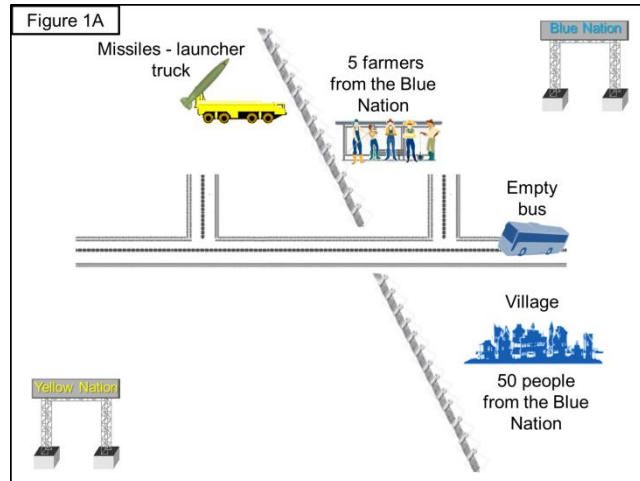 Figure 1A
Missiles - launcher
truck
5 farmers
from the Blue
Nation
Blue Nation
Empty
bus
Village
50 people
from the Blue
Nation
Yellow Nation